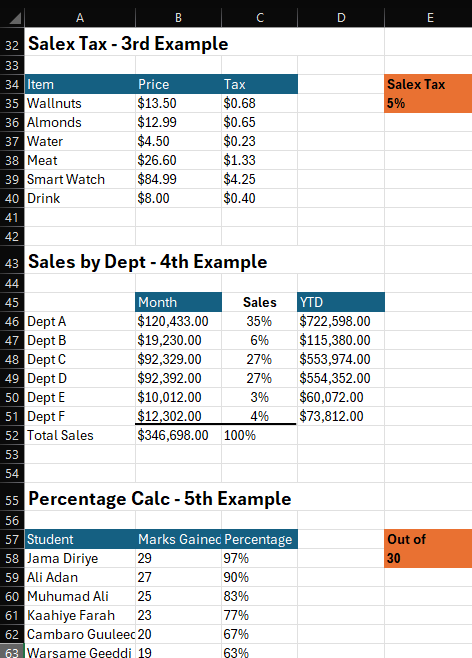 A B C D E
32 Salex Tax - 3rd Example
33
34 Item Price Tax Salex Tax
35 Wallnuts $13.50 $0.68 5%
36 Almonds $12.99 $0.65
37 Water $4.50 $0.23
38 Meat $26.60 $1.33
39 Smart Watch $84.99 $4.25
40 Drink $8.00 $0.40
41
42
43 Sales by Dept - 4th Example
44
45 Month Sales YTD
46 Dept A $120,433.00 35% $722,598.00
47 Dept B $19,230.00 6% $115,380.00
48 Dept C $92,329.00 27% $553,974.00
49 Dept D $92,392.00 27% $554,352.00
50 Dept E $10,012.00 3% $60,072.00
51 Dept F $12,302.00 4% $73,812.00
52 Total Sales $346,698.00 100%
53
54
55 Percentage Calc - 5th Example
56
57 Student Marks Gained Percentage Out of
58 Jama Diriye 29 97% 30
59 Ali Adan 27 90%
60 Muhumad Ali 25 83%
61 Kaahiye Farah 23 77%
62 Cambaro Guuleed 20 67%
63 Warsame Geeddi 19 63%